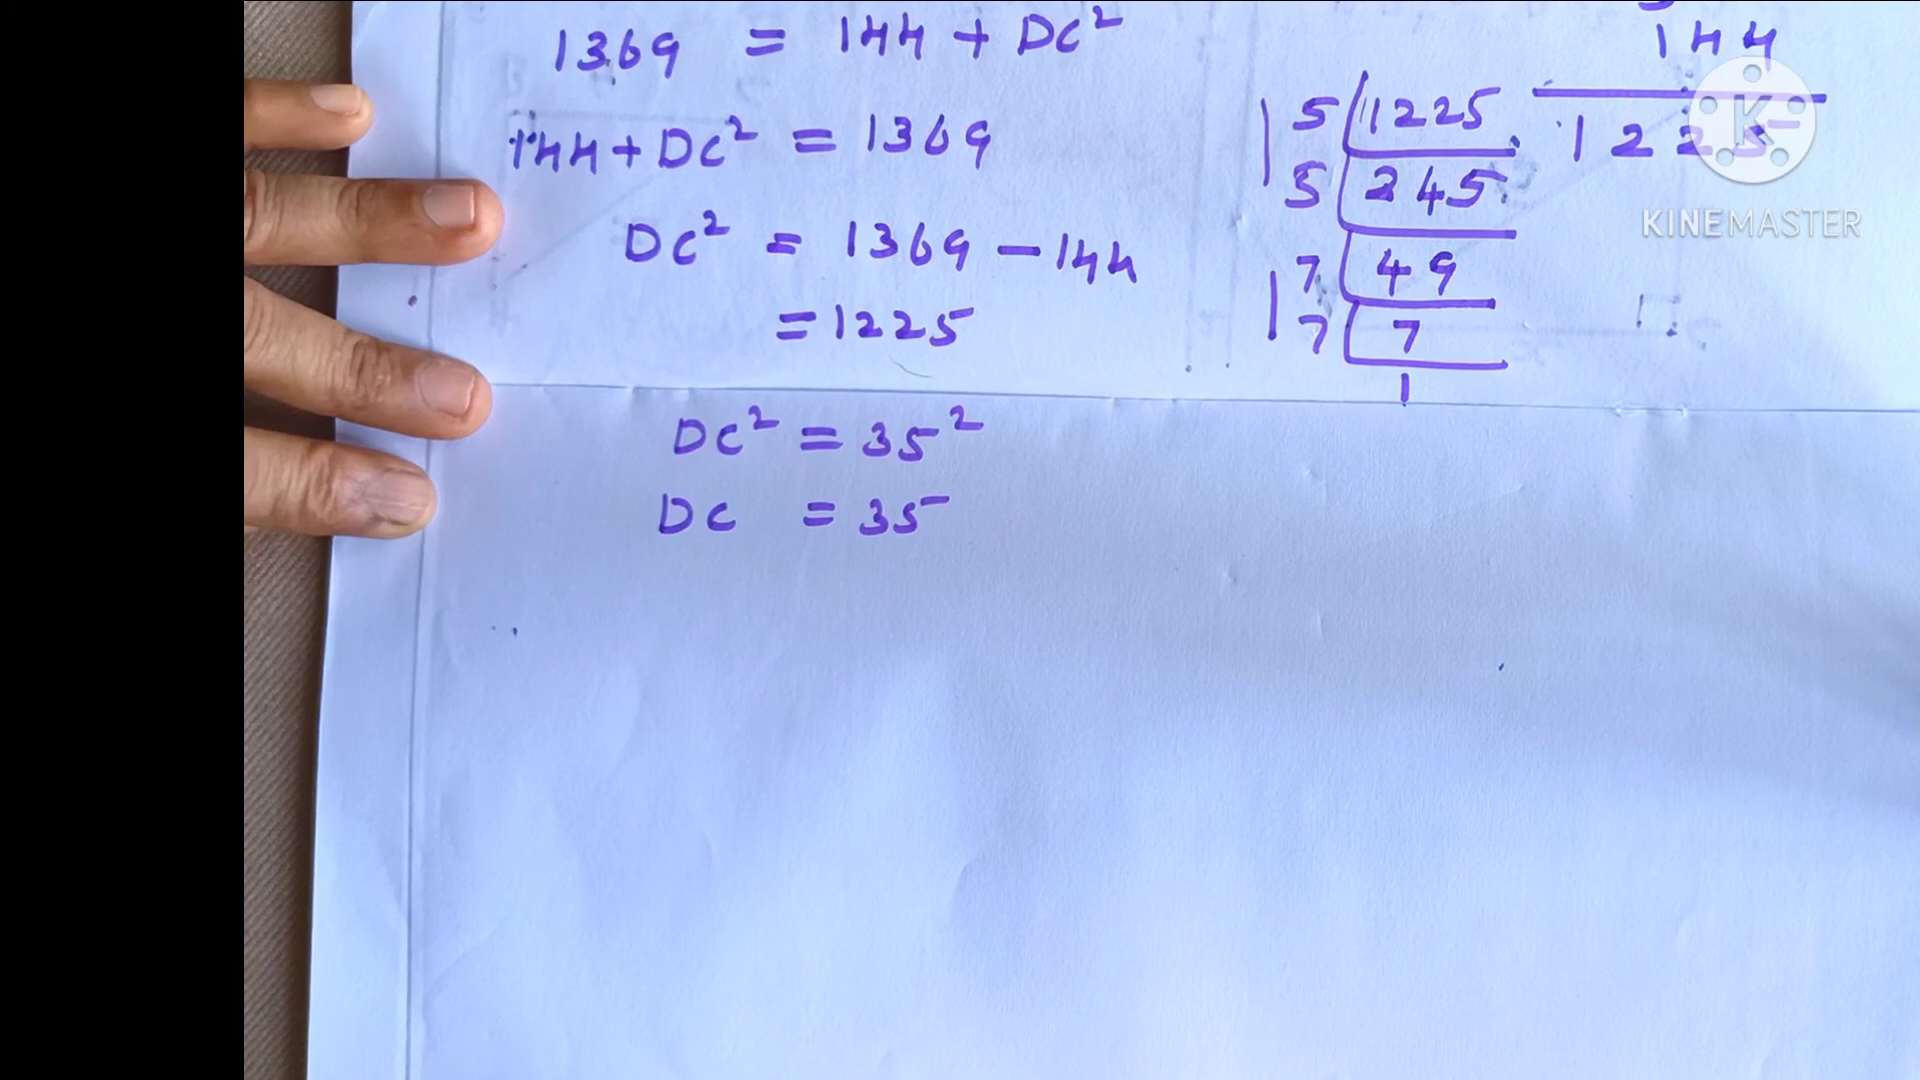 1369 = 144 + DC²
144 + DC² = 1369
DC² = 1369 - 144
= 1225
DC² = 35²
DC = 35
144
1225
5 1225
5 245
7 49
7 7
1
K
KINEMASTER